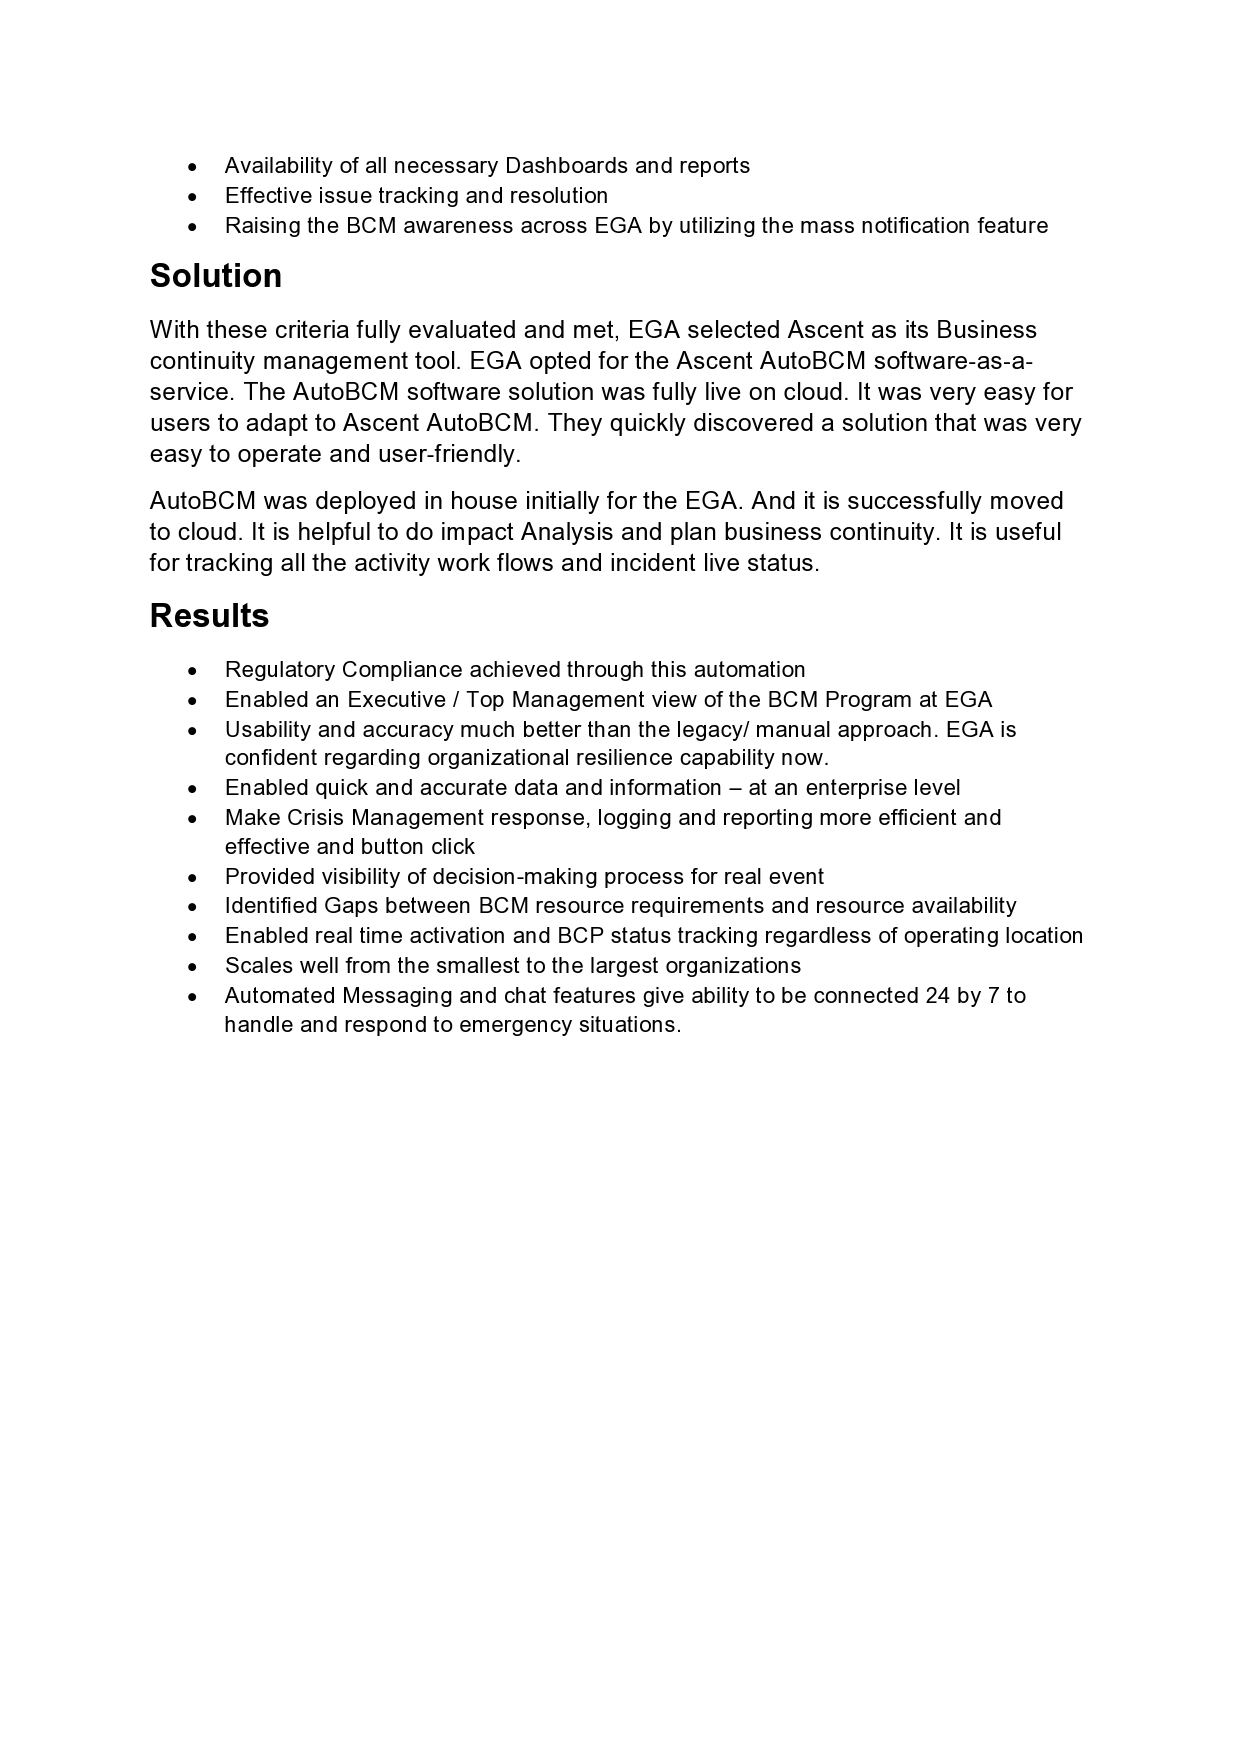 • Availability of all necessary Dashboards and reports
• Effective issue tracking and resolution
• Raising the BCM awareness across EGA by utilizing the mass notification feature
Solution
With these criteria fully evaluated and met, EGA selected Ascent as its Business
continuity management tool. EGA opted for the Ascent AutoBCM software-as-a-
service. The AutoBCM software solution was fully live on cloud. It was very easy for
users to adapt to Ascent AutoBCM. They quickly discovered a solution that was very
easy to operate and user-friendly.
AutoBCM was deployed in house initially for the EGA. And it is successfully moved
to cloud. It is helpful to do impact Analysis and plan business continuity. It is useful
for tracking all the activity work flows and incident live status.
Results
• Regulatory Compliance achieved through this automation
• Enabled an Executive / Top Management view of the BCM Program at EGA
• Usability and accuracy much better than the legacy/ manual approach. EGA is
confident regarding organizational resilience capability now.
• Enabled quick and accurate data and information – at an enterprise level
• Make Crisis Management response, logging and reporting more efficient and
effective and button click
• Provided visibility of decision-making process for real event
• Identified Gaps between BCM resource requirements and resource availability
• Enabled real time activation and BCP status tracking regardless of operating location
• Scales well from the smallest to the largest organizations
• Automated Messaging and chat features give ability to be connected 24 by 7 to
handle and respond to emergency situations.